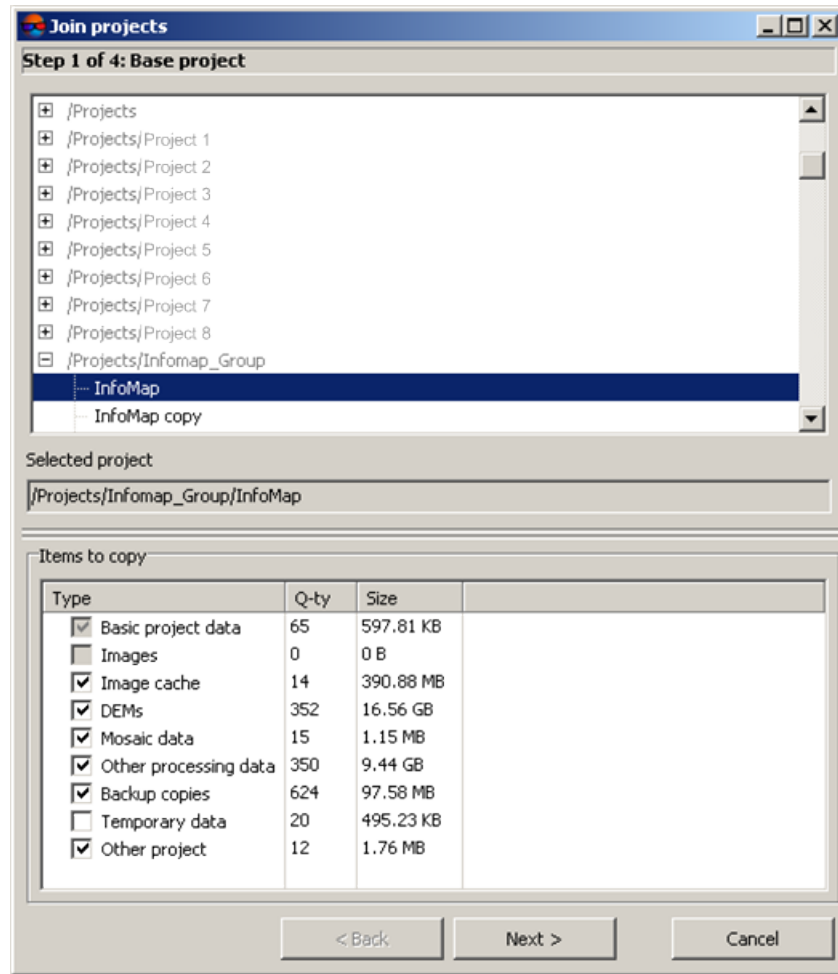 Join projects
Step 1 of 4: Base project
/Projects
/Projects/Project 1
/Projects/Project 2
/Projects/Project 3
/Projects/Project 4
/Projects/Project 5
/Projects/Project 6
/Projects/Project 7
/Projects/Project 8
/Projects/Infomap_Group
InfoMap
InfoMap copy
Selected project
/Projects/Infomap_Group/InfoMap
Items to copy
Type Q-ty Size
Basic project data 65 597.81 KB
Images 0 0 B
Image cache 14 390.88 MB
DEMs 352 16.56 GB
Mosaic data 15 1.15 MB
Other processing data 350 9.44 GB
Backup copies 624 97.58 MB
Temporary data 20 495.23 KB
Other project 12 1.76 MB
< Back Next > Cancel